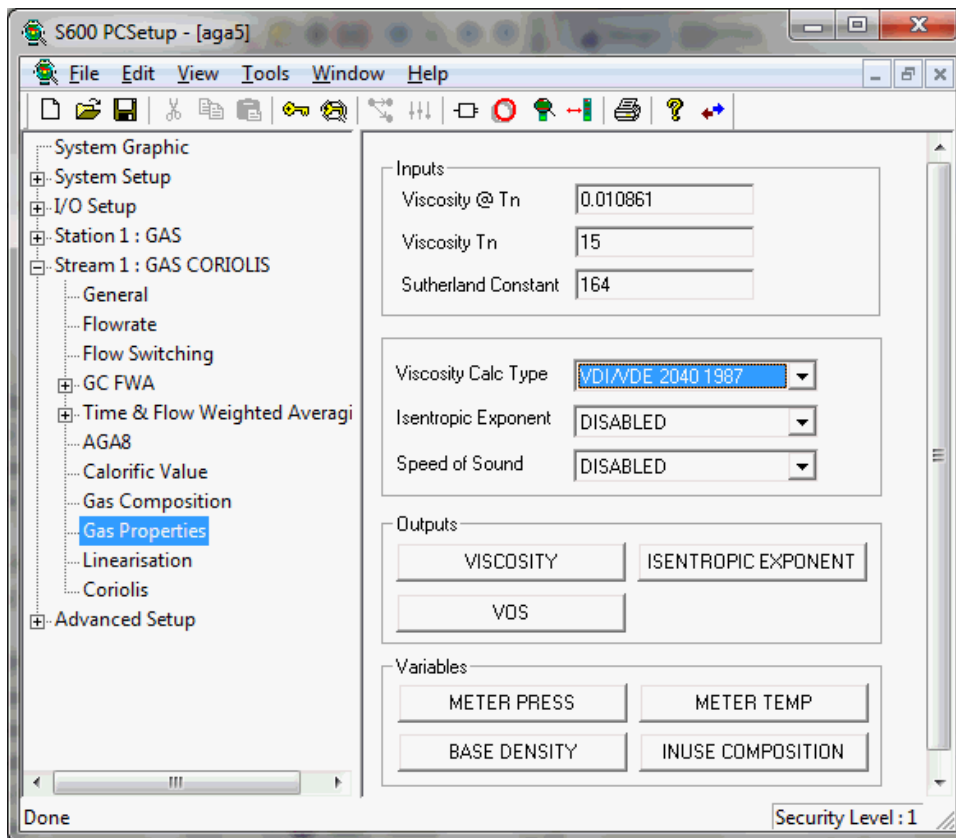 S600 PCSetup - [aga5]
File Edit View Tools Window Help
System Graphic
System Setup
I/O Setup
Station 1 : GAS
Stream 1 : GAS CORIOLIS
General
Flowrate
Flow Switching
GC FWA
Time & Flow Weighted Averagi
AGA8
Calorific Value
Gas Composition
Gas Properties
Linearisation
Coriolis
Advanced Setup
Inputs
Viscosity @ Tn 0.010861
Viscosity Tn 15
Sutherland Constant 164
Viscosity Calc Type VDI/VDE 2040 1987
Isentropic Exponent DISABLED
Speed of Sound DISABLED
Outputs
VISCOSITY ISENTROPIC EXPONENT
VOS
Variables
METER PRESS METER TEMP
BASE DENSITY INUSE COMPOSITION
Done Security Level : 1